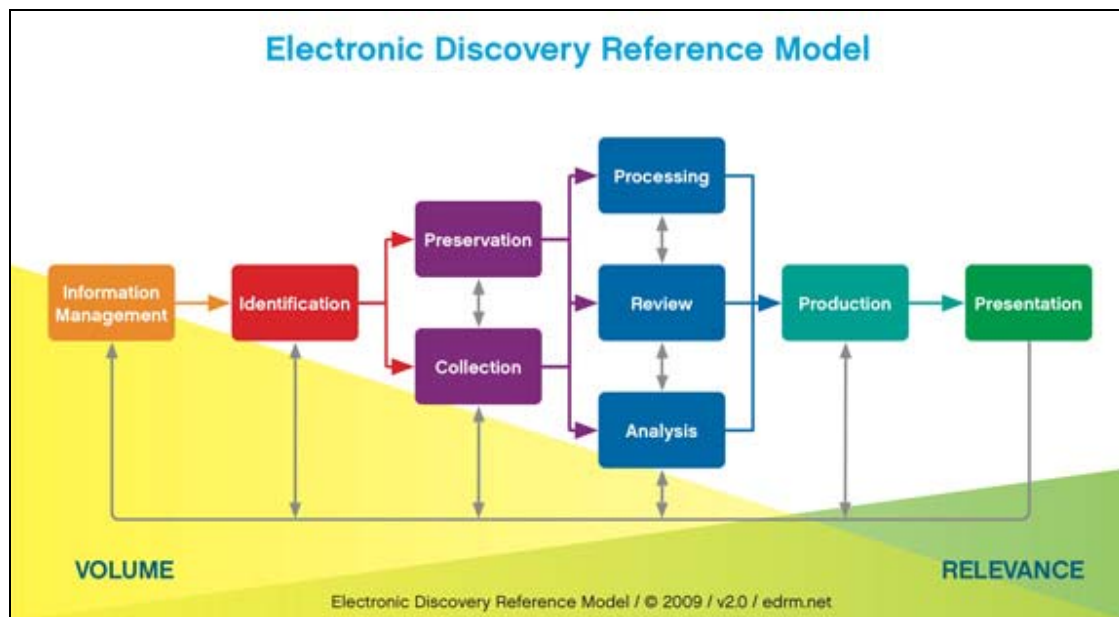 Electronic Discovery Reference Model
Processing
Preservation
Information
Management
Identification
Review
Production
Presentation
Collection
Analysis
VOLUME
RELEVANCE
Electronic Discovery Reference Model / © 2009 / v2.0 / edrm.net